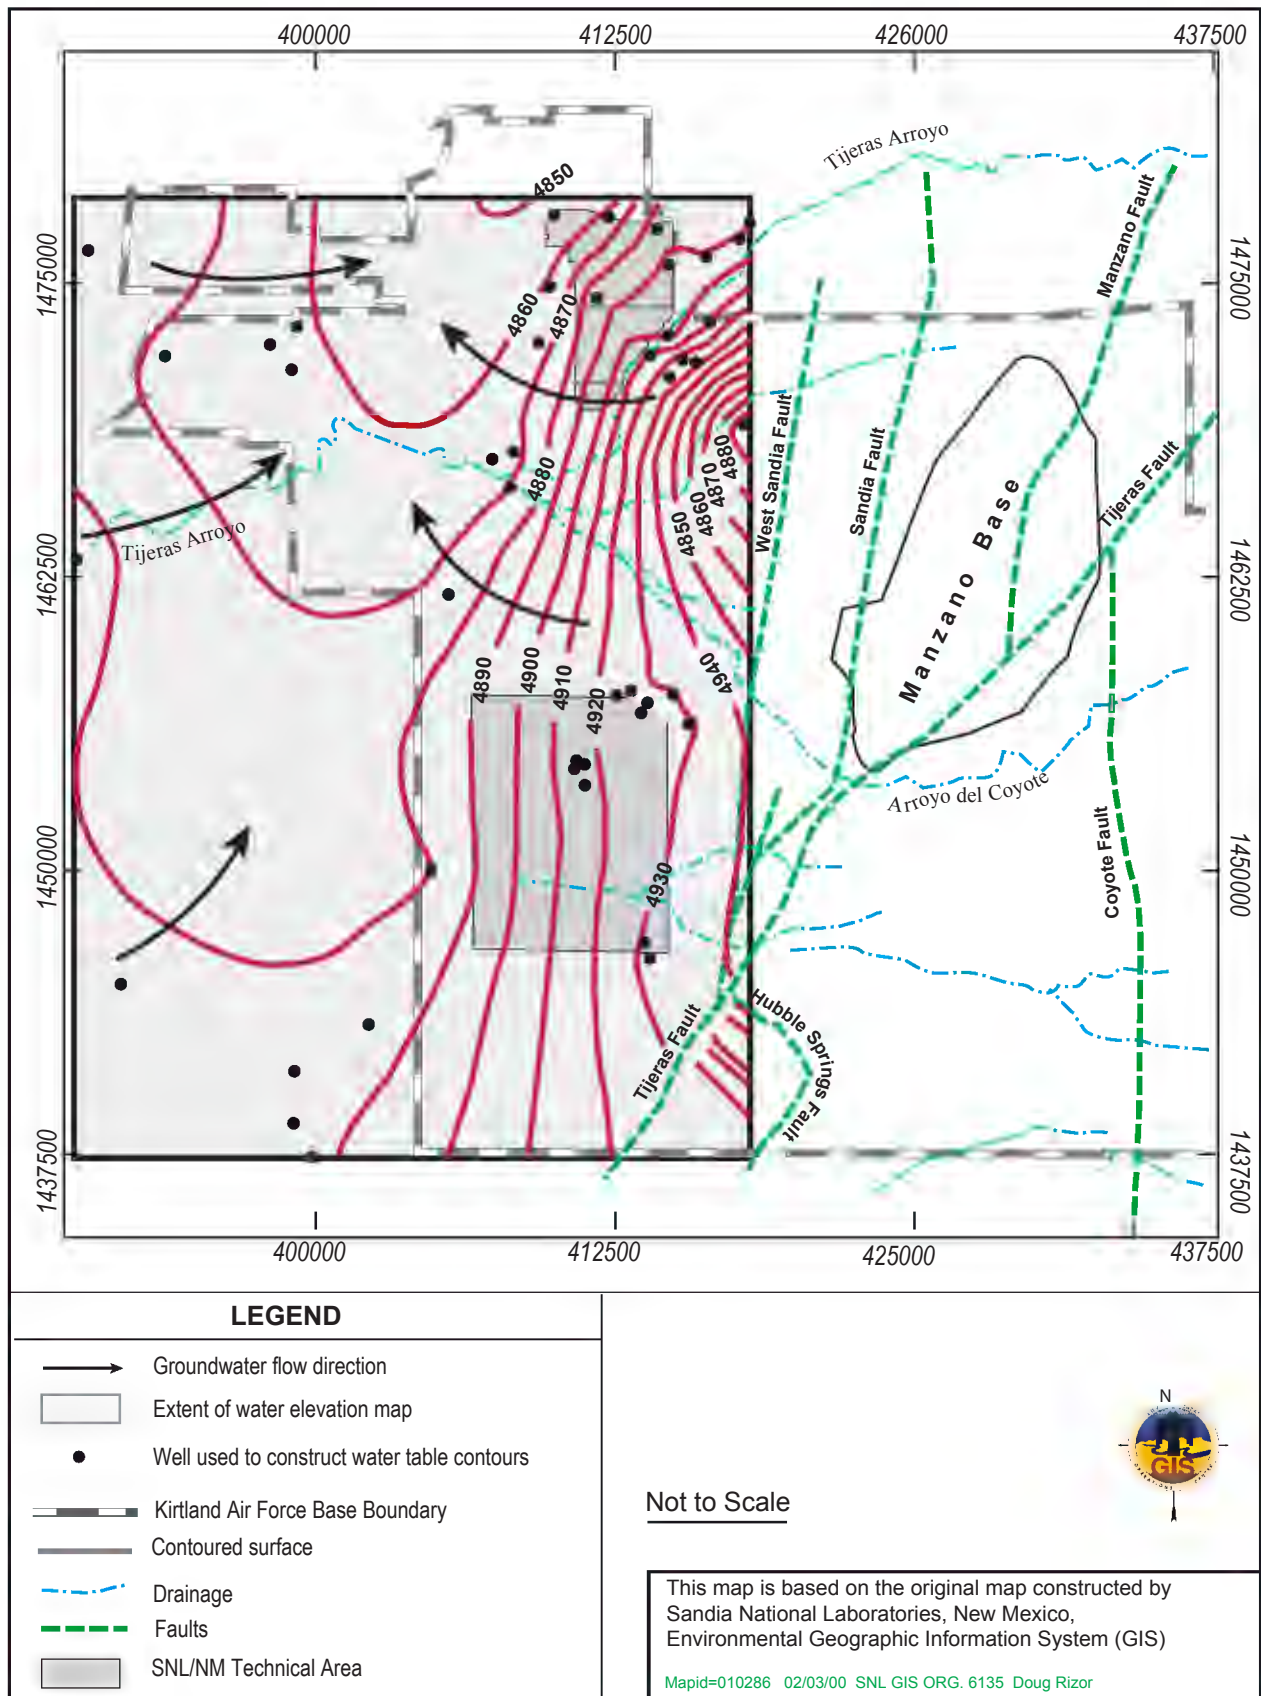 400000 412500 426000 437500
Tijeras Arroyo
Manzano Fault
4850
1475000
1475000
4860
4870
West Sandia Fault
Sandia Fault
Manzano Base
Tijeras Fault
4880
4880
4870
4860
4850
Tijeras Arroyo
1462500
1462500
4890
4900
4910
4920
4940
Arroyo del Coyote
Coyote Fault
1450000
4930
1450000
Hubble Springs Fault
Tijeras Fault
1437500
1437500
400000 412500 425000 437500
LEGEND
Groundwater flow direction
Extent of water elevation map
Well used to construct water table contours
Kirtland Air Force Base Boundary
Contoured surface
Drainage
Faults
SNL/NM Technical Area
N
GIS
Not to Scale
This map is based on the original map constructed by
Sandia National Laboratories, New Mexico,
Environmental Geographic Information System (GIS)
Mapid=010286 02/03/00 SNL GIS ORG. 6135 Doug Rizor